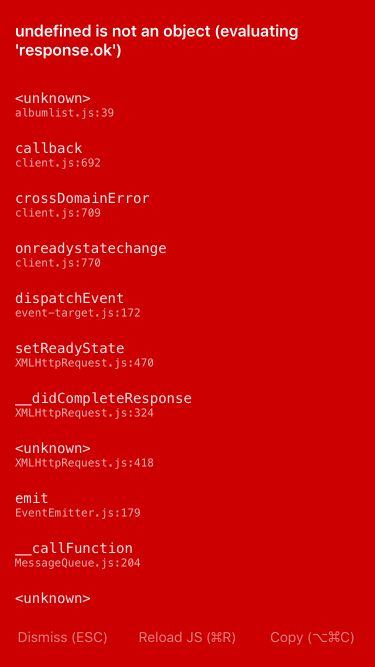 undefined is not an object (evaluating
'response.ok')
<unknown>
albumlist.js:39
callback
client.js:692
crossDomainError
client.js:709
onreadystatechange
client.js:770
dispatchEvent
event-target.js:172
setReadyState
XMLHttpRequest.js:470
__didCompleteResponse
XMLHttpRequest.js:324
<unknown>
XMLHttpRequest.js:418
emit
EventEmitter.js:179
__callFunction
MessageQueue.js:204
<unknown>
Dismiss (ESC) Reload JS (⌘R) Copy (⌥⌘C)